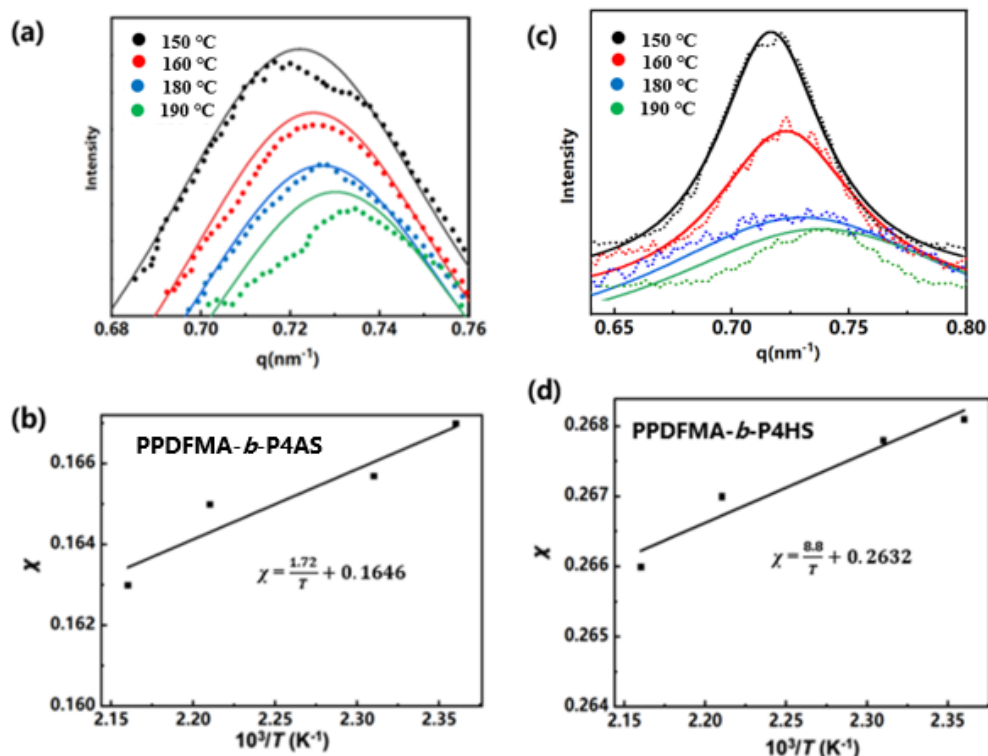 (a)
150 °C
160 °C
180 °C
190 °C
Intensity
0.68 0.70 0.72 0.74 0.76
q(nm⁻¹)
(c)
150 °C
160 °C
180 °C
190 °C
Intensity
0.65 0.70 0.75 0.80
q(nm⁻¹)
(b)
PPDFMA-b-P4AS
0.166
0.164
0.162
0.160
χ
χ = 1.72/T + 0.1646
2.15 2.20 2.25 2.30 2.35
10³/T (K⁻¹)
(d)
PPDFMA-b-P4HS
0.268
0.267
0.266
0.265
0.264
χ
χ = 8.8/T + 0.2632
2.15 2.20 2.25 2.30 2.35
10³/T (K⁻¹)